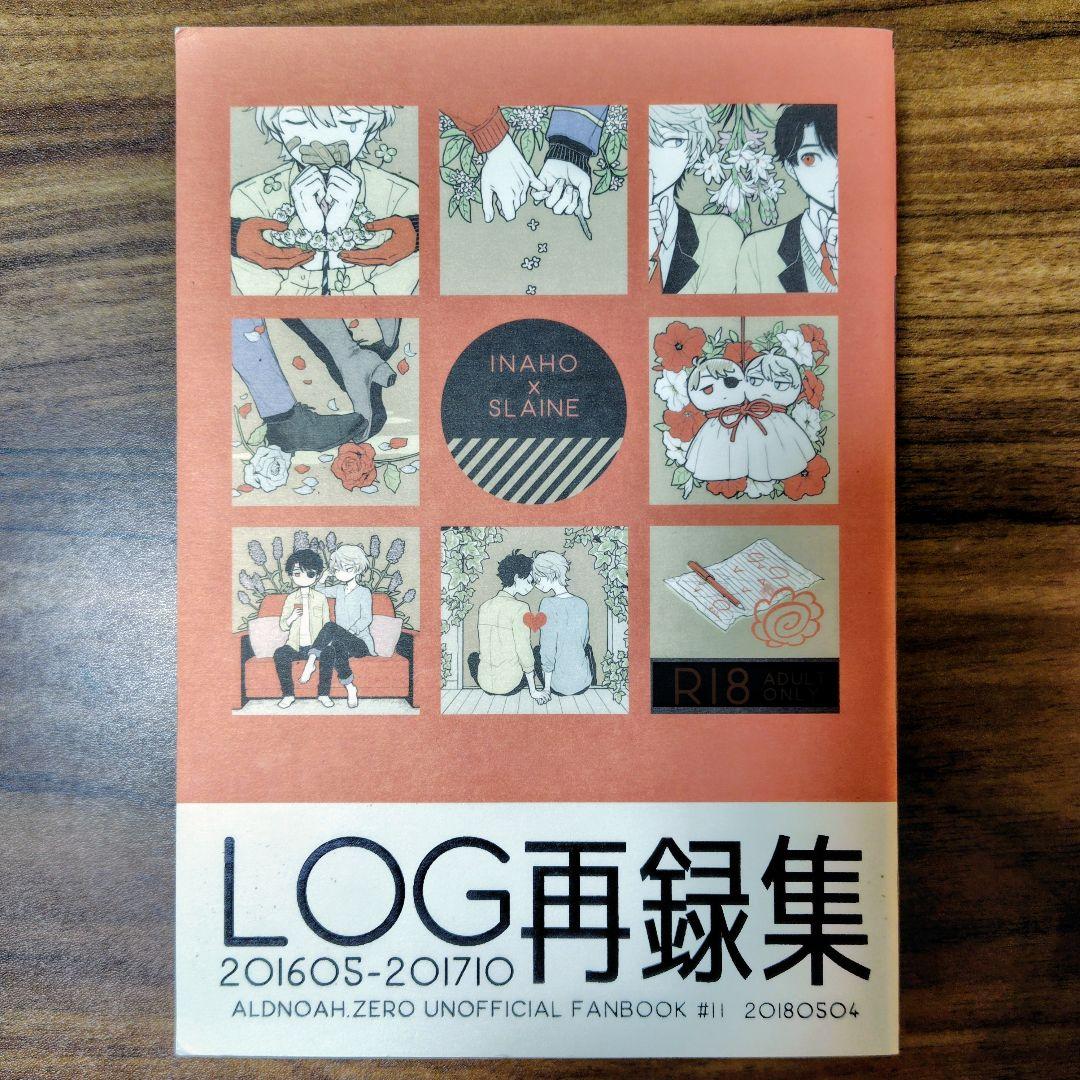 INAHO
x
SLAINE
R18 ADULT
ONLY
LOG再録集
201605-201710
ALDNOAH.ZERO UNOFFICIAL FANBOOK #11 20180504